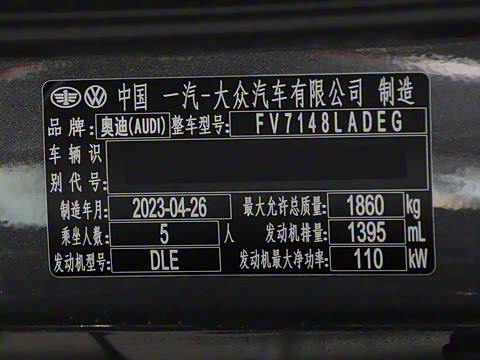 中国 一汽-大众汽车有限公司 制造
品牌: 奥迪(AUDI) 整车型号: FV7148LADEG
车辆识
别代号:
制造年月: 2023-04-26 最大允许总质量: 1860 kg
乘坐人数: 5 人 发动机排量: 1395 mL
发动机型号: DLE 发动机最大净功率: 110 kW